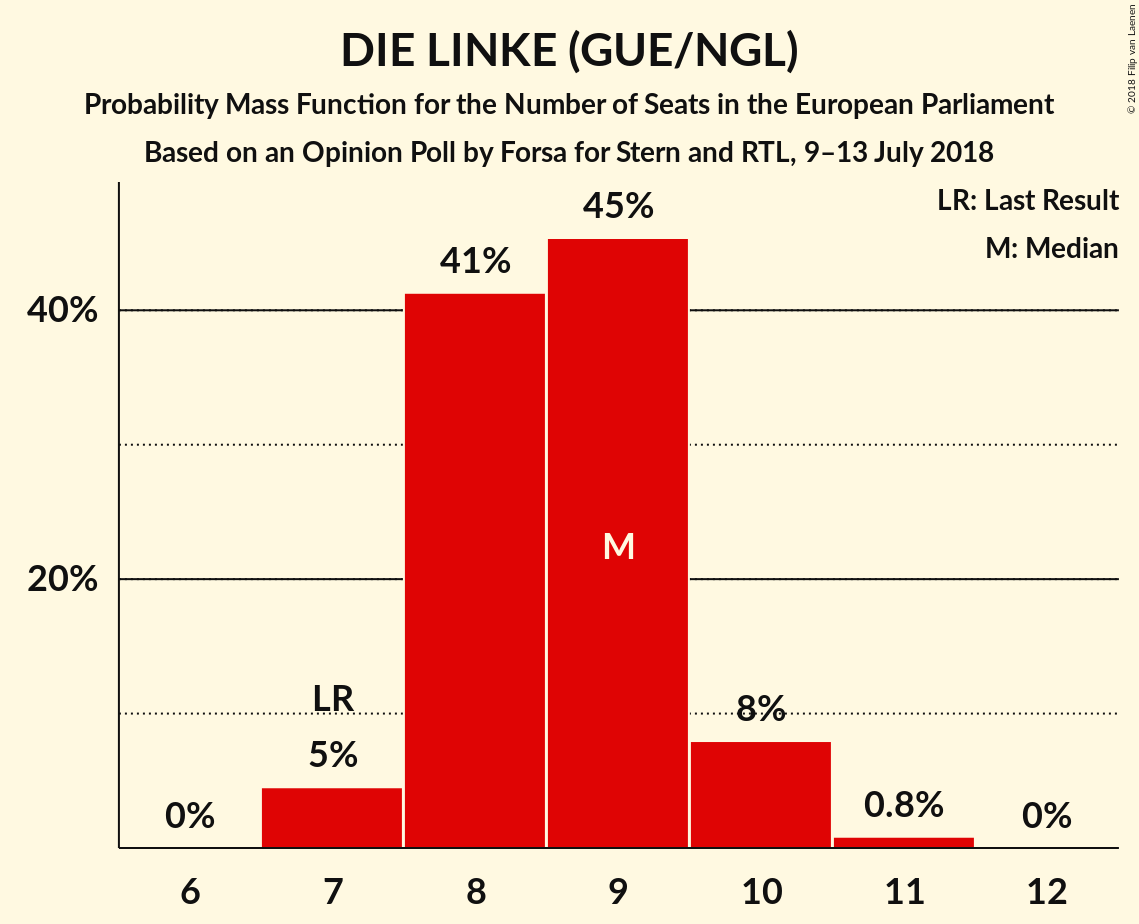 DIE LINKE (GUE/NGL)
Probability Mass Function for the Number of Seats in the European Parliament
Based on an Opinion Poll by Forsa for Stern and RTL, 9–13 July 2018
© 2018 Filip van Laenen
LR: Last Result
M: Median
45%
41%
40%
M
20%
LR
8%
5%
0%
0.8%
0%
6 7 8 9 10 11 12